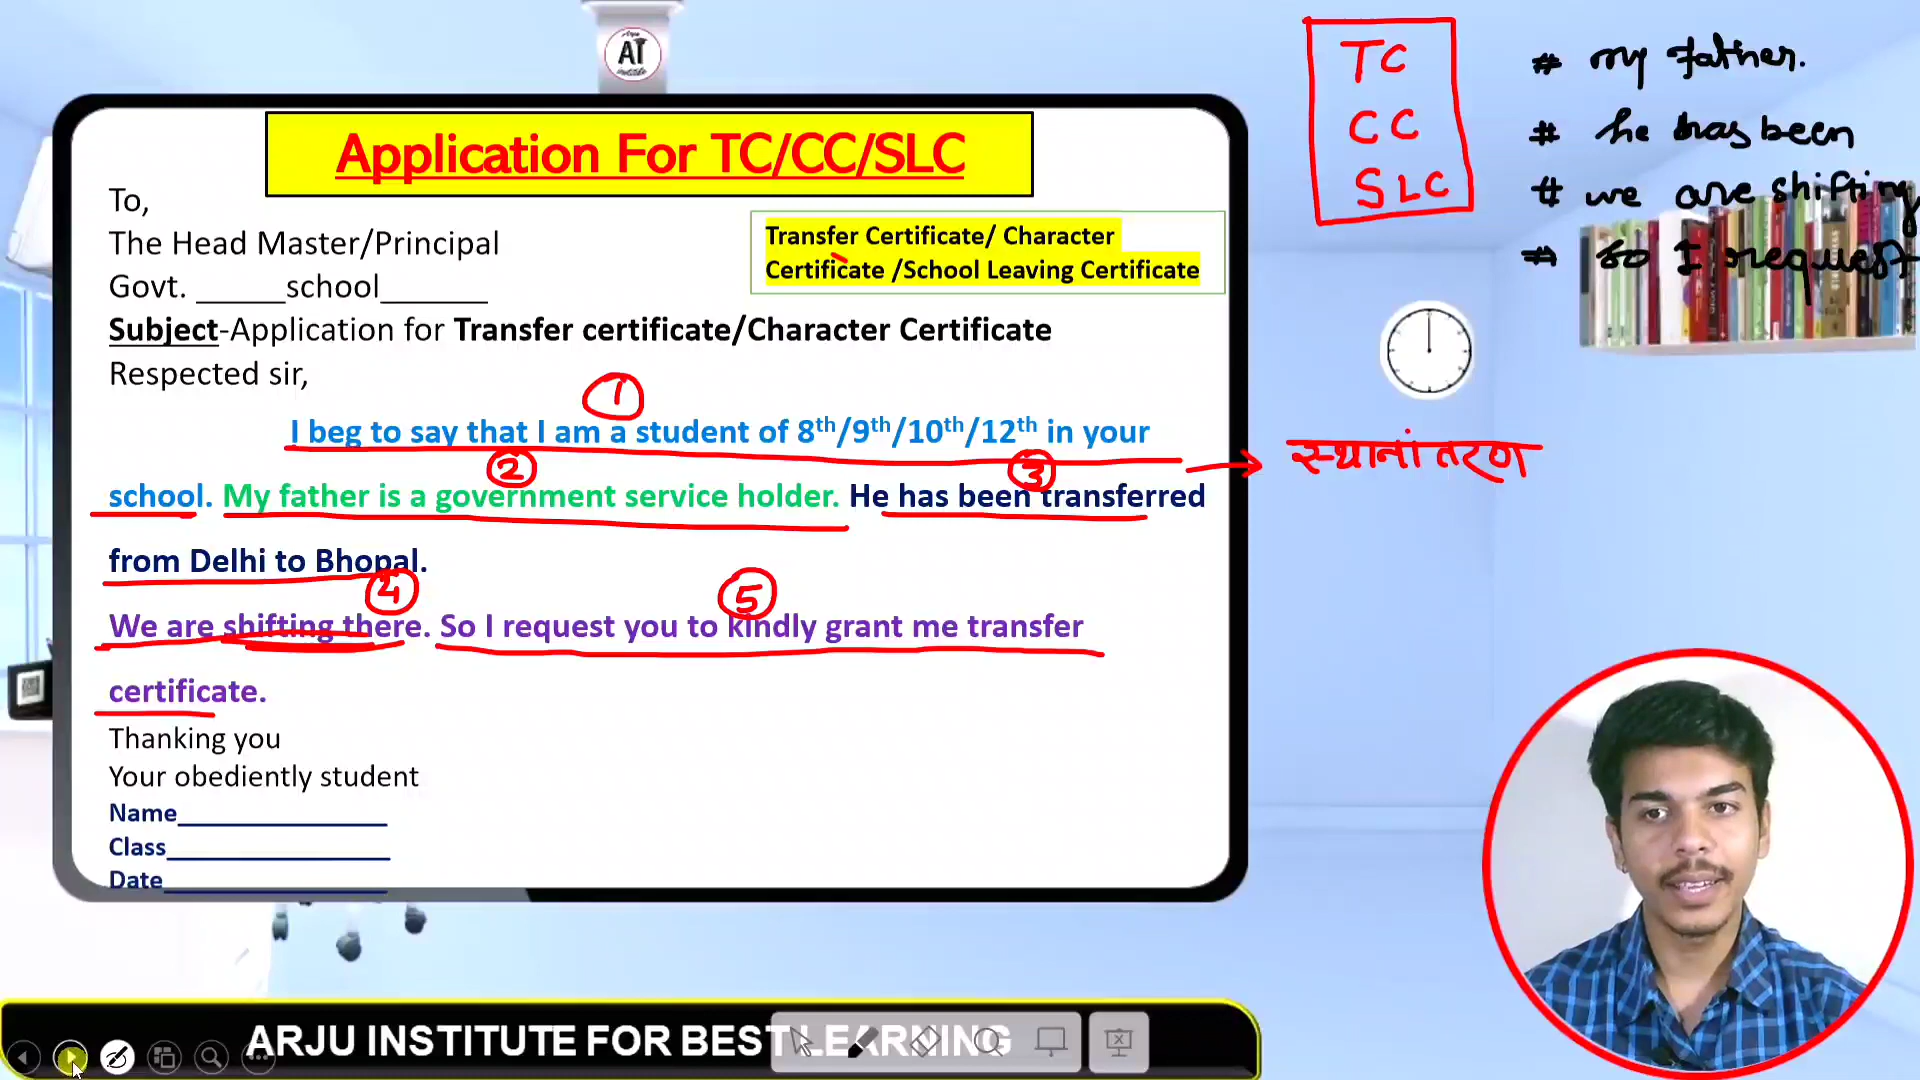 AT
Application For TC/CC/SLC
To,
The Head Master/Principal
Govt. _____school______
Transfer Certificate/ Character
Certificate /School Leaving Certificate
Subject-Application for Transfer certificate/Character Certificate
Respected sir,
1
I beg to say that I am a student of 8th/9th/10th/12th in your
2 3
school. My father is a government service holder. He has been transferred
from Delhi to Bhopal.
4 5
We are shifting there. So I request you to kindly grant me transfer
certificate.
Thanking you
Your obediently student
Name_______________
Class________________
Date________________
TC
CC
SLC
# my father.
# he has been
# we are shifting
# so I request
स्थानांतरण
ARJU INSTITUTE FOR BEST LEARNING